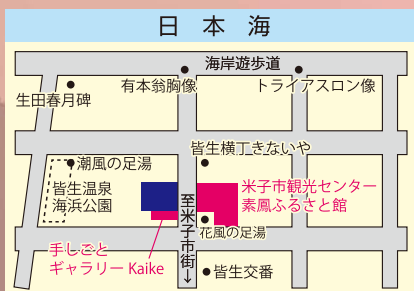 日本海
海岸遊歩道
有本翁胸像
トライアスロン像
生田春月碑
潮風の足湯
皆生横丁きないや
皆生温泉
海浜公園
米子市観光センター
素鳳ふるさと館
至米子市街→
花風の足湯
手しごと
ギャラリー Kaike
皆生交番